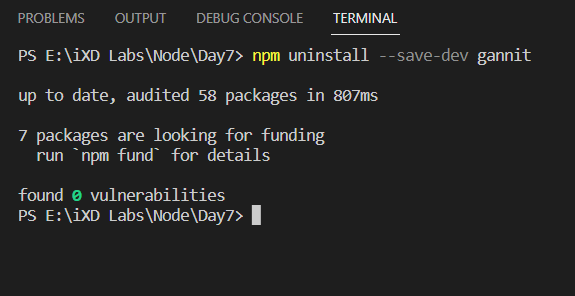 PROBLEMS OUTPUT DEBUG CONSOLE TERMINAL
PS E:\iXD Labs\Node\Day7> npm uninstall --save-dev gannit
up to date, audited 58 packages in 807ms
7 packages are looking for funding
  run `npm fund` for details
found 0 vulnerabilities
PS E:\iXD Labs\Node\Day7>